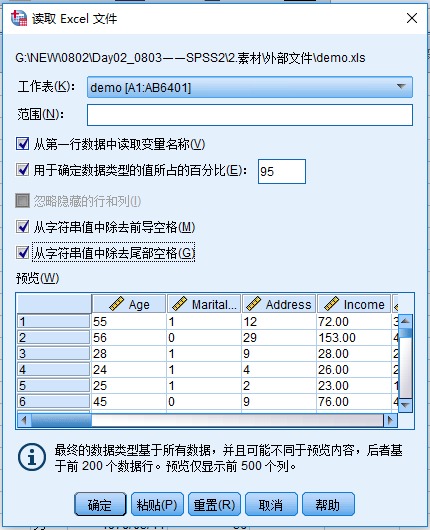 读取 Excel 文件
G:\NEW\0802\Day02_0803——SPSS2\2.素材\外部文件\demo.xls
工作表(K): demo [A1:AB6401]
范围(N):
从第一行数据中读取变量名称(V)
用于确定数据类型的值所占的百分比(E): 95
忽略隐藏的行和列(I)
从字符串值中除去前导空格(M)
从字符串值中除去尾部空格(G)
预览(W)
Age Marital... Address Income
1 55 1 12 72.00 3
2 56 0 29 153.00 4
3 28 1 9 28.00 2
4 24 1 4 26.00 2
5 25 1 2 23.00 1
6 45 0 9 76.00 4
最终的数据类型基于所有数据，并且可能不同于预览内容，后者基
于前 200 个数据行。预览仅显示前 500 个列。
确定 粘贴(P) 重置(R) 取消 帮助